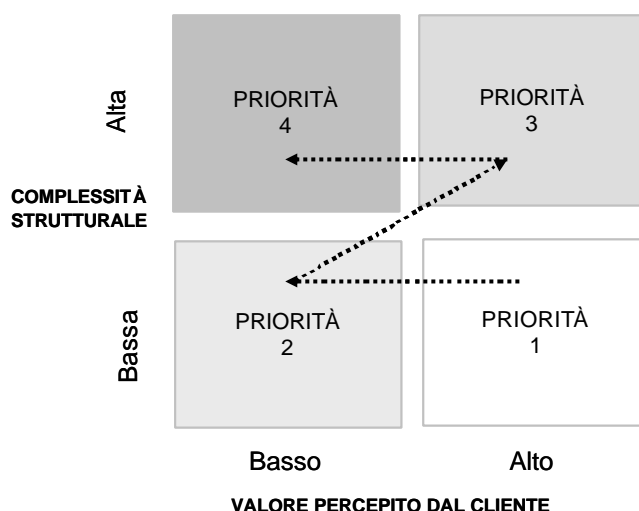 Alta
PRIORITÀ
4
PRIORITÀ
3
COMPLESSITÀ
STRUTTURALE
Bassa
PRIORITÀ
2
PRIORITÀ
1
Basso
Alto
VALORE PERCEPITO DAL CLIENTE